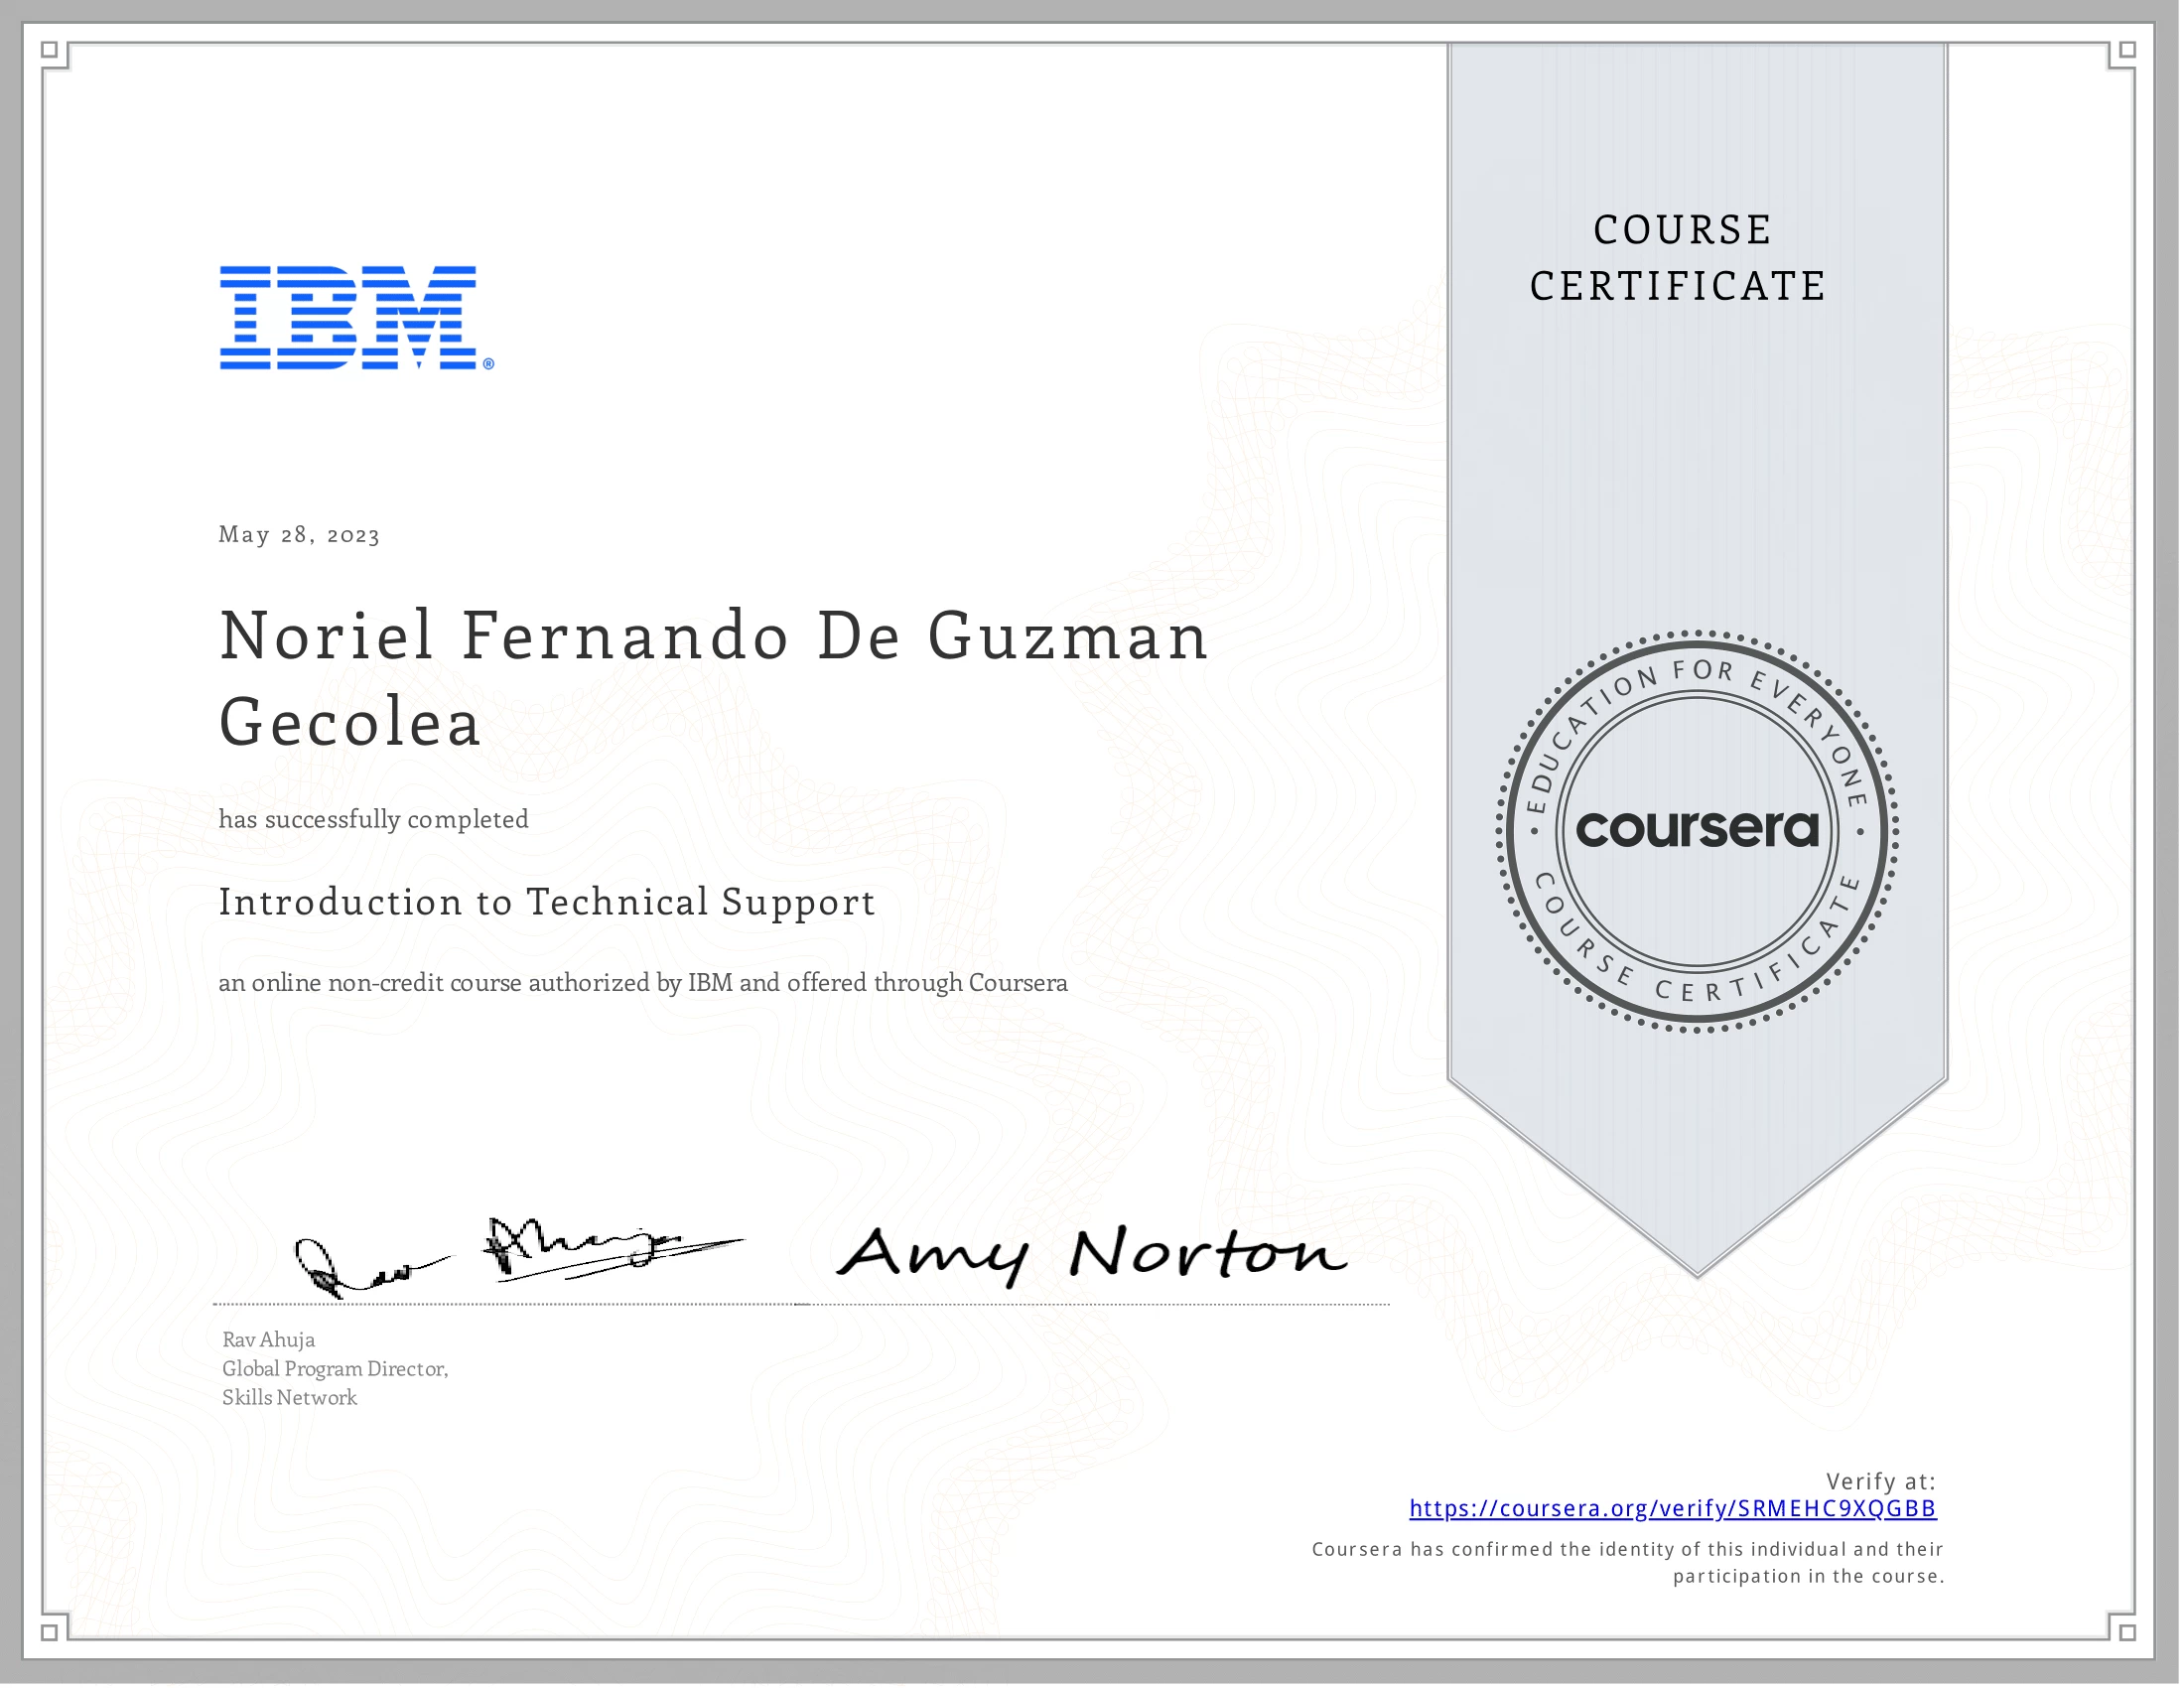 COURSE
CERTIFICATE
IBM®
May 28, 2023
Noriel Fernando De Guzman
Gecolea
has successfully completed
Introduction to Technical Support
an online non-credit course authorized by IBM and offered through Coursera
EDUCATION FOR EVERYONE
coursera
COURSE CERTIFICATE
Amy Norton
Rav Ahuja
Global Program Director,
Skills Network
Verify at:
https://coursera.org/verify/SRMEHC9XQGBB
Coursera has confirmed the identity of this individual and their
participation in the course.